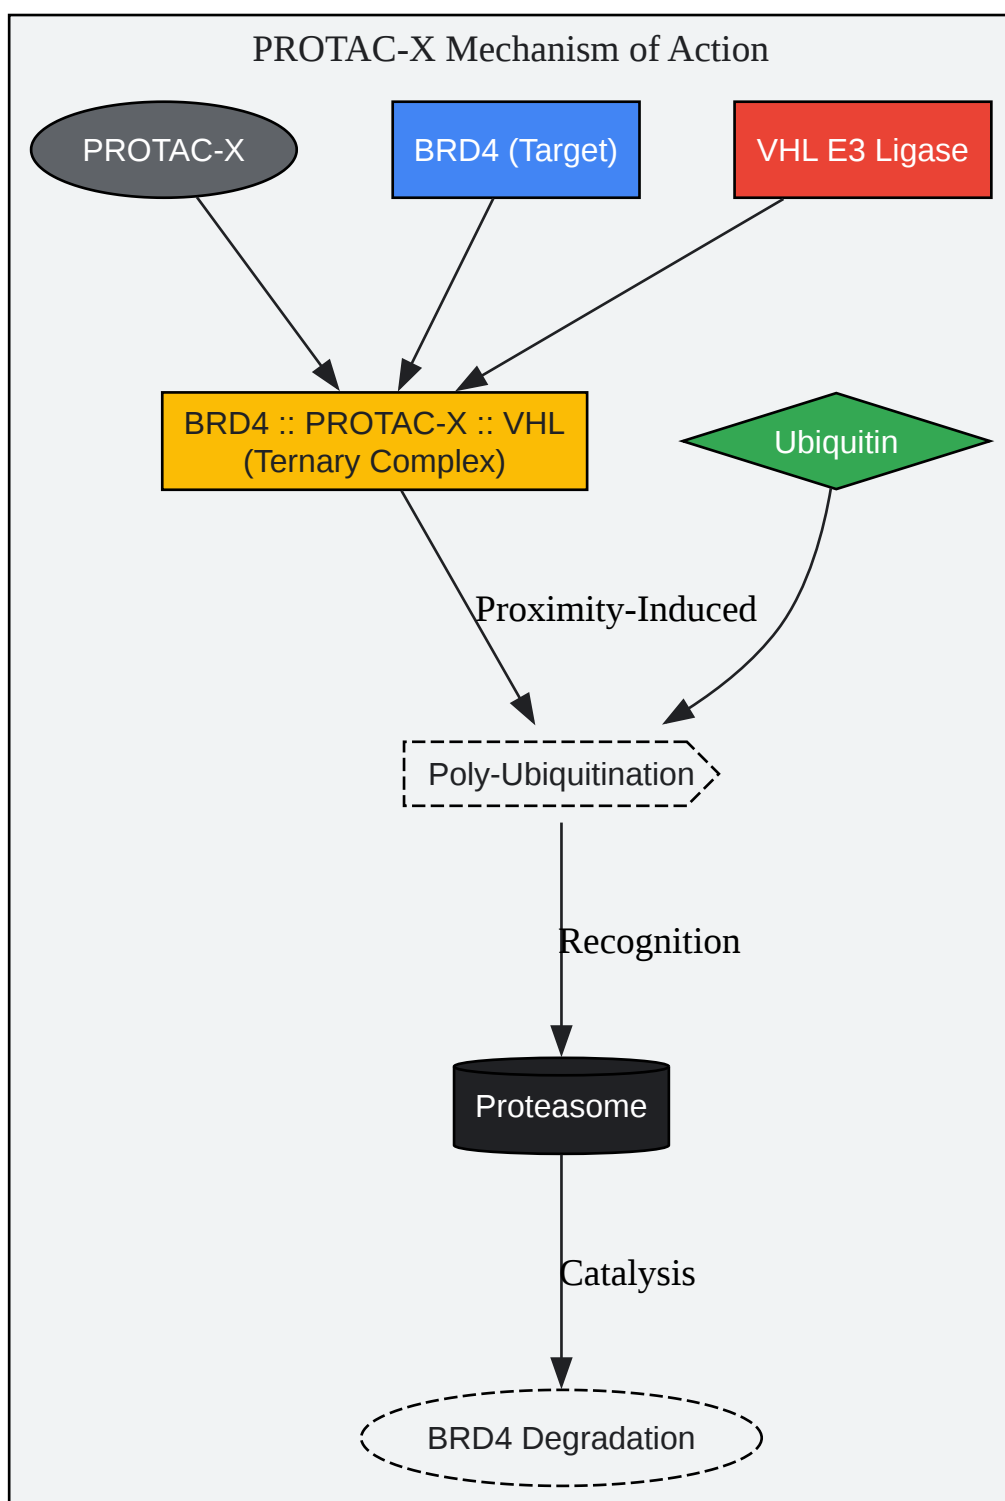 PROTAC-X Mechanism of Action
PROTAC-X
BRD4 (Target)
VHL E3 Ligase
BRD4 :: PROTAC-X :: VHL
(Ternary Complex)
Ubiquitin
Proximity-Induced
Poly-Ubiquitination
Recognition
Proteasome
Catalysis
BRD4 Degradation